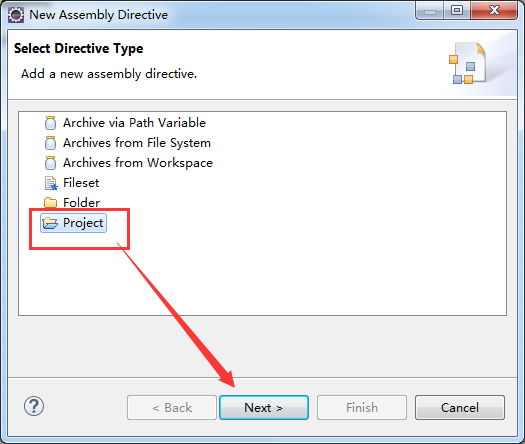 New Assembly Directive
Select Directive Type
Add a new assembly directive.
Archive via Path Variable
Archives from File System
Archives from Workspace
Fileset
Folder
Project
?
< Back
Next >
Finish
Cancel